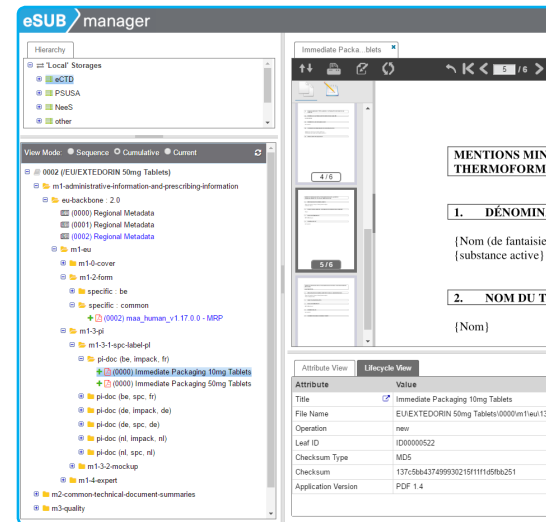 eSUB manager
Hierarchy
'Local' Storages
eCTD
PSUSA
NeeS
other
View Mode: Sequence Cumulative Current
0002 (/EU/EXTEDORIN 50mg Tablets)
m1-administrative-information-and-prescribing-information
eu-backbone : 2.0
(0000) Regional Metadata
(0001) Regional Metadata
(0002) Regional Metadata
m1-eu
m1-0-cover
m1-2-form
specific : be
specific : common
(0002) maa_human_v1.17.0.0 - MRP
m1-3-pi
m1-3-1-spc-label-pl
pi-doc (be, impack, fr)
(0000) Immediate Packaging 10mg Tablets
(0000) Immediate Packaging 50mg Tablets
pi-doc (be, spc, fr)
pi-doc (de, impack, de)
pi-doc (de, spc, de)
pi-doc (nl, impack, nl)
pi-doc (nl, spc, nl)
m1-3-2-mockup
m1-4-expert
m2-common-technical-document-summaries
m3-quality
Immediate Packa.. blets
5 / 6
4 / 6
5 / 6
MENTIONS MIN
THERMOFORM
1. DÉNOMINA
{Nom (de fantaisie
{substance active}
2. NOM DU T
{Nom}
Attribute View Lifecycle View
Attribute Value
Title Immediate Packaging 10mg Tablets
File Name EU\EXTEDORIN 50mg Tablets\0000\m1\eu\13
Operation new
Leaf ID ID00000522
Checksum Type MD5
Checksum 137c5bb437499930215f11f1d5fbb251
Application Version PDF 1.4